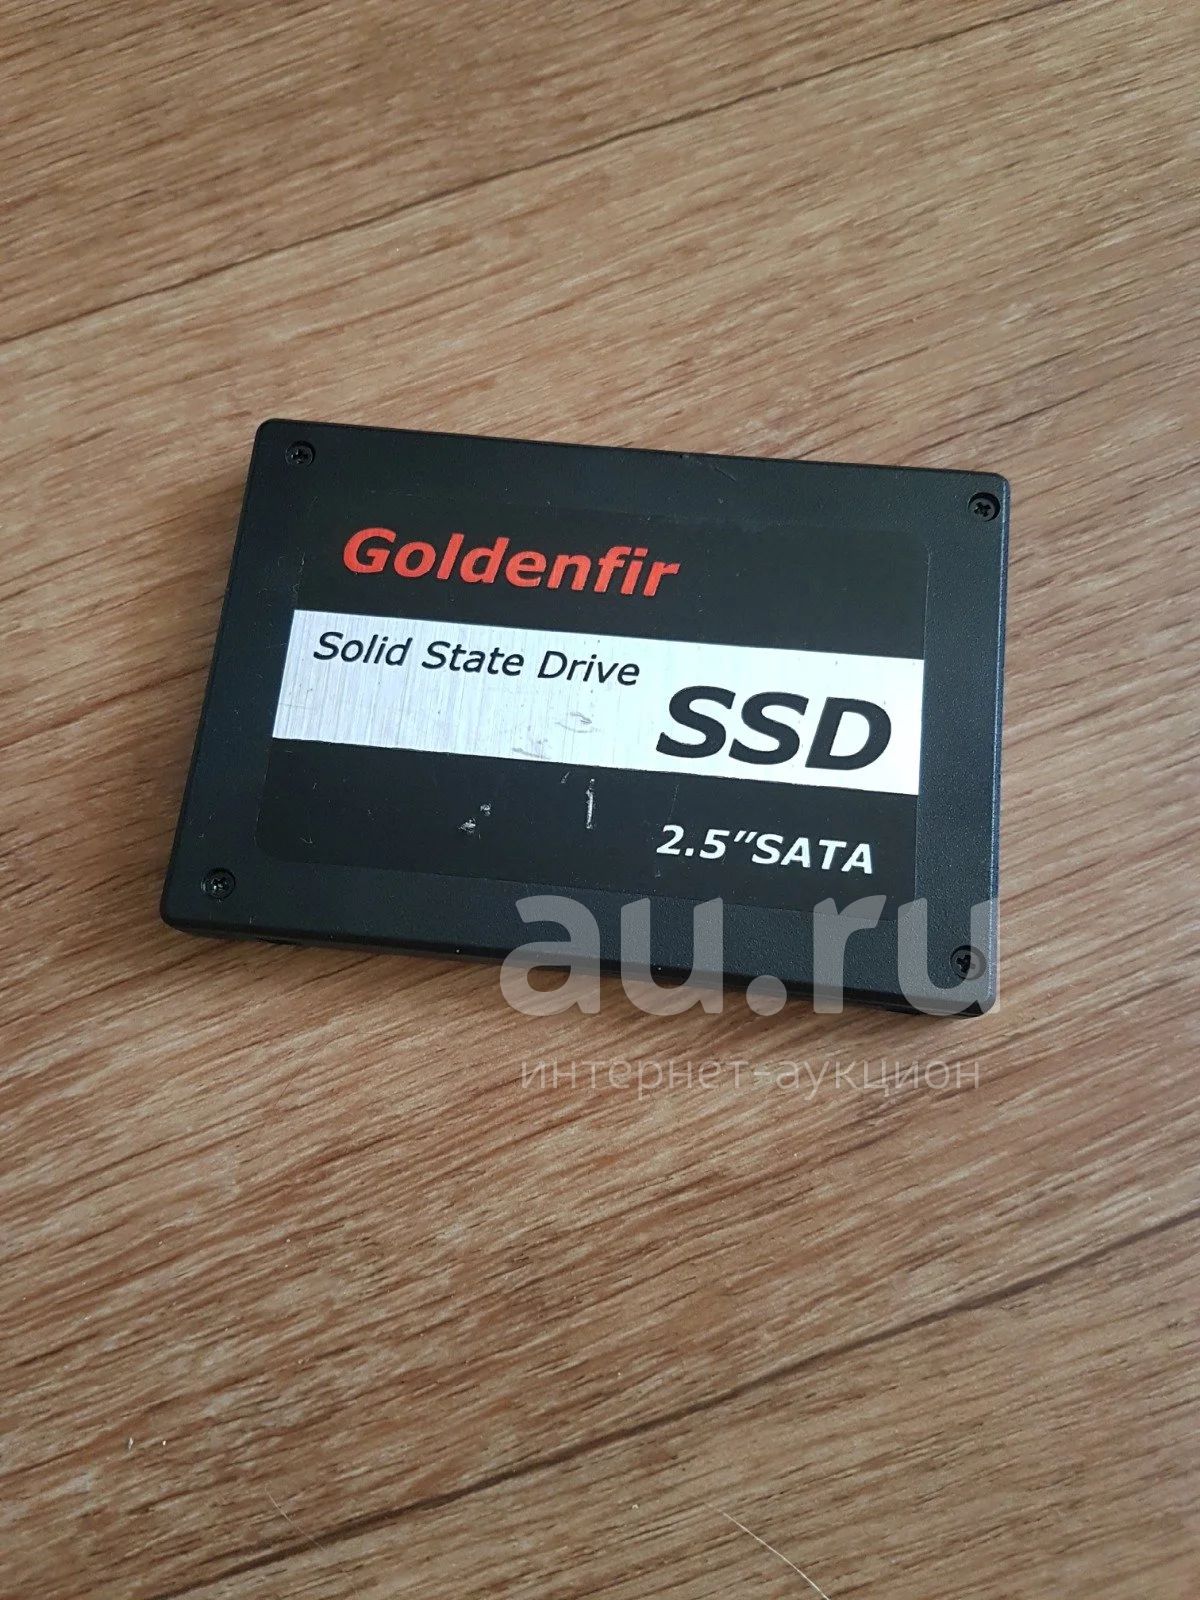 Goldenfir
Solid State Drive
SSD
2.5"SATA
au.ru
интернет-аукцион